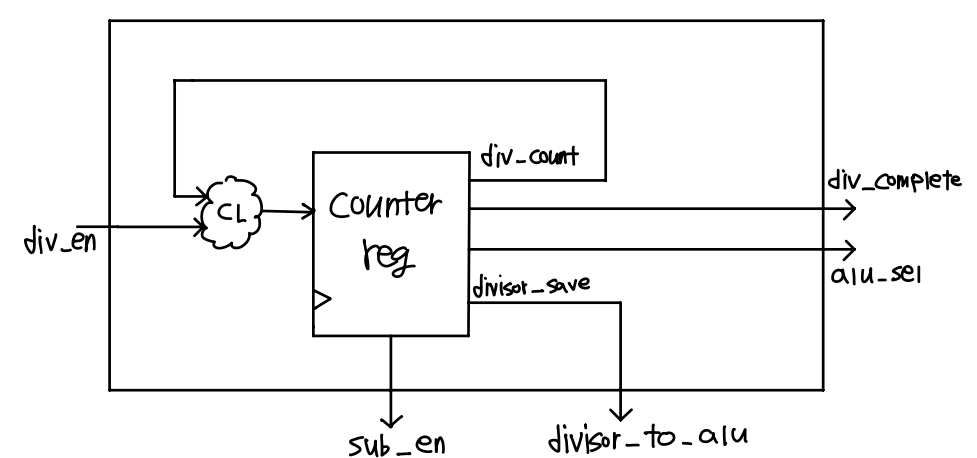 div_count
div_complete
CL
counter
reg
div_en
alu_sel
divisor_save
sub_en
divisor_to_alu